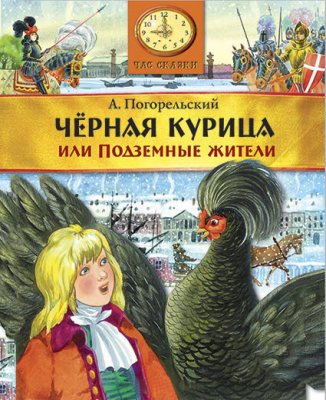 ЧАС СКАЗКИ
А. Погорельский
ЧЁРНАЯ КУРИЦА
ИЛИ ПОДЗЕМНЫЕ ЖИТЕЛИ